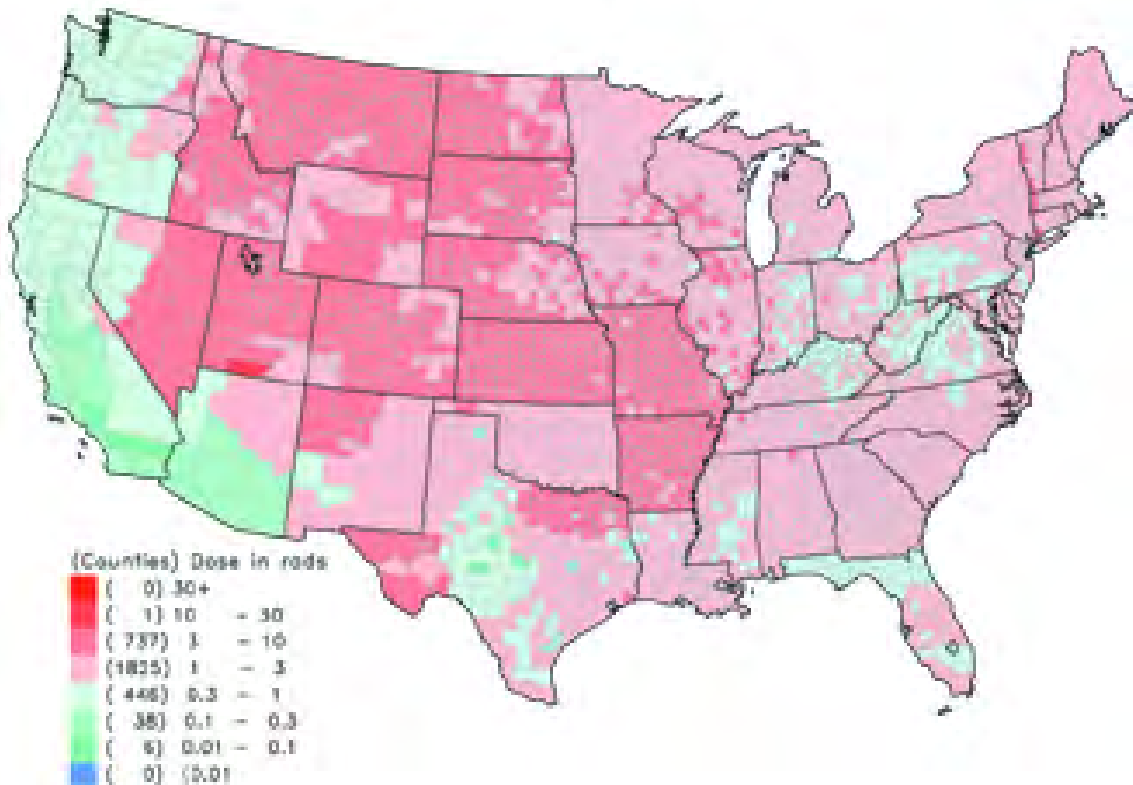 (Counties) Dose in rads
( 0) 30+
( 1) 10 - 30
( 737) 3 - 10
(1825) 1 - 3
( 446) 0.3 - 1
( 38) 0.1 - 0.3
( 6) 0.01 - 0.1
( 0) <0.01